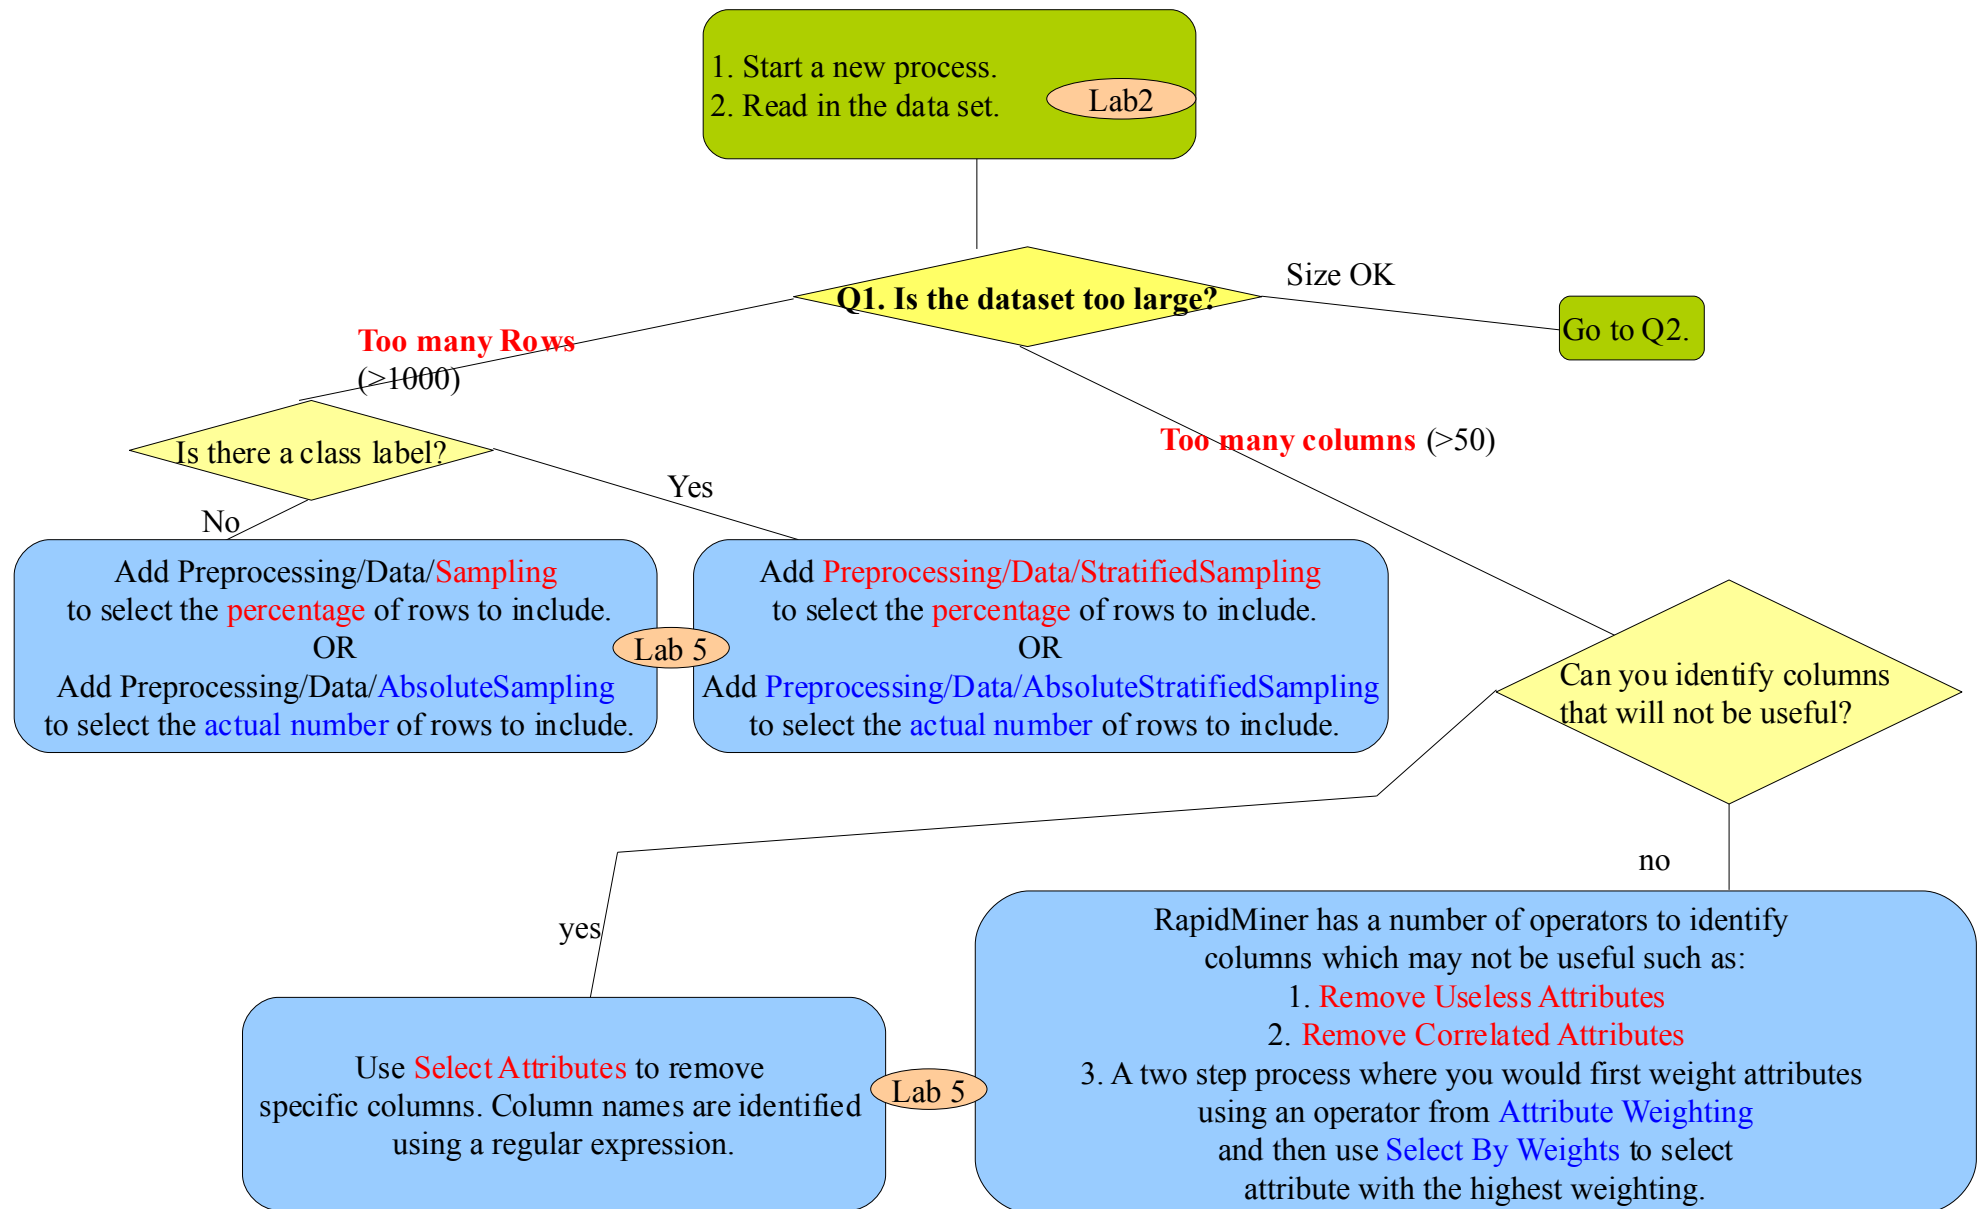 1. Start a new process.
2. Read in the data set.
Lab2
Q1. Is the dataset too large?
Size OK
Go to Q2.
Too many Rows
(>1000)
Is there a class label?
Too many columns (>50)
Yes
No
Add Preprocessing/Data/Sampling
to select the percentage of rows to include.
OR
Add Preprocessing/Data/AbsoluteSampling
to select the actual number of rows to include.
Lab 5
Add Preprocessing/Data/StratifiedSampling
to select the percentage of rows to include.
OR
Add Preprocessing/Data/AbsoluteStratifiedSampling
to select the actual number of rows to include.
Can you identify columns
that will not be useful?
no
yes
Use Select Attributes to remove
specific columns. Column names are identified
using a regular expression.
Lab 5
RapidMiner has a number of operators to identify
columns which may not be useful such as:
1. Remove Useless Attributes
2. Remove Correlated Attributes
3. A two step process where you would first weight attributes
using an operator from Attribute Weighting
and then use Select By Weights to select
attribute with the highest weighting.